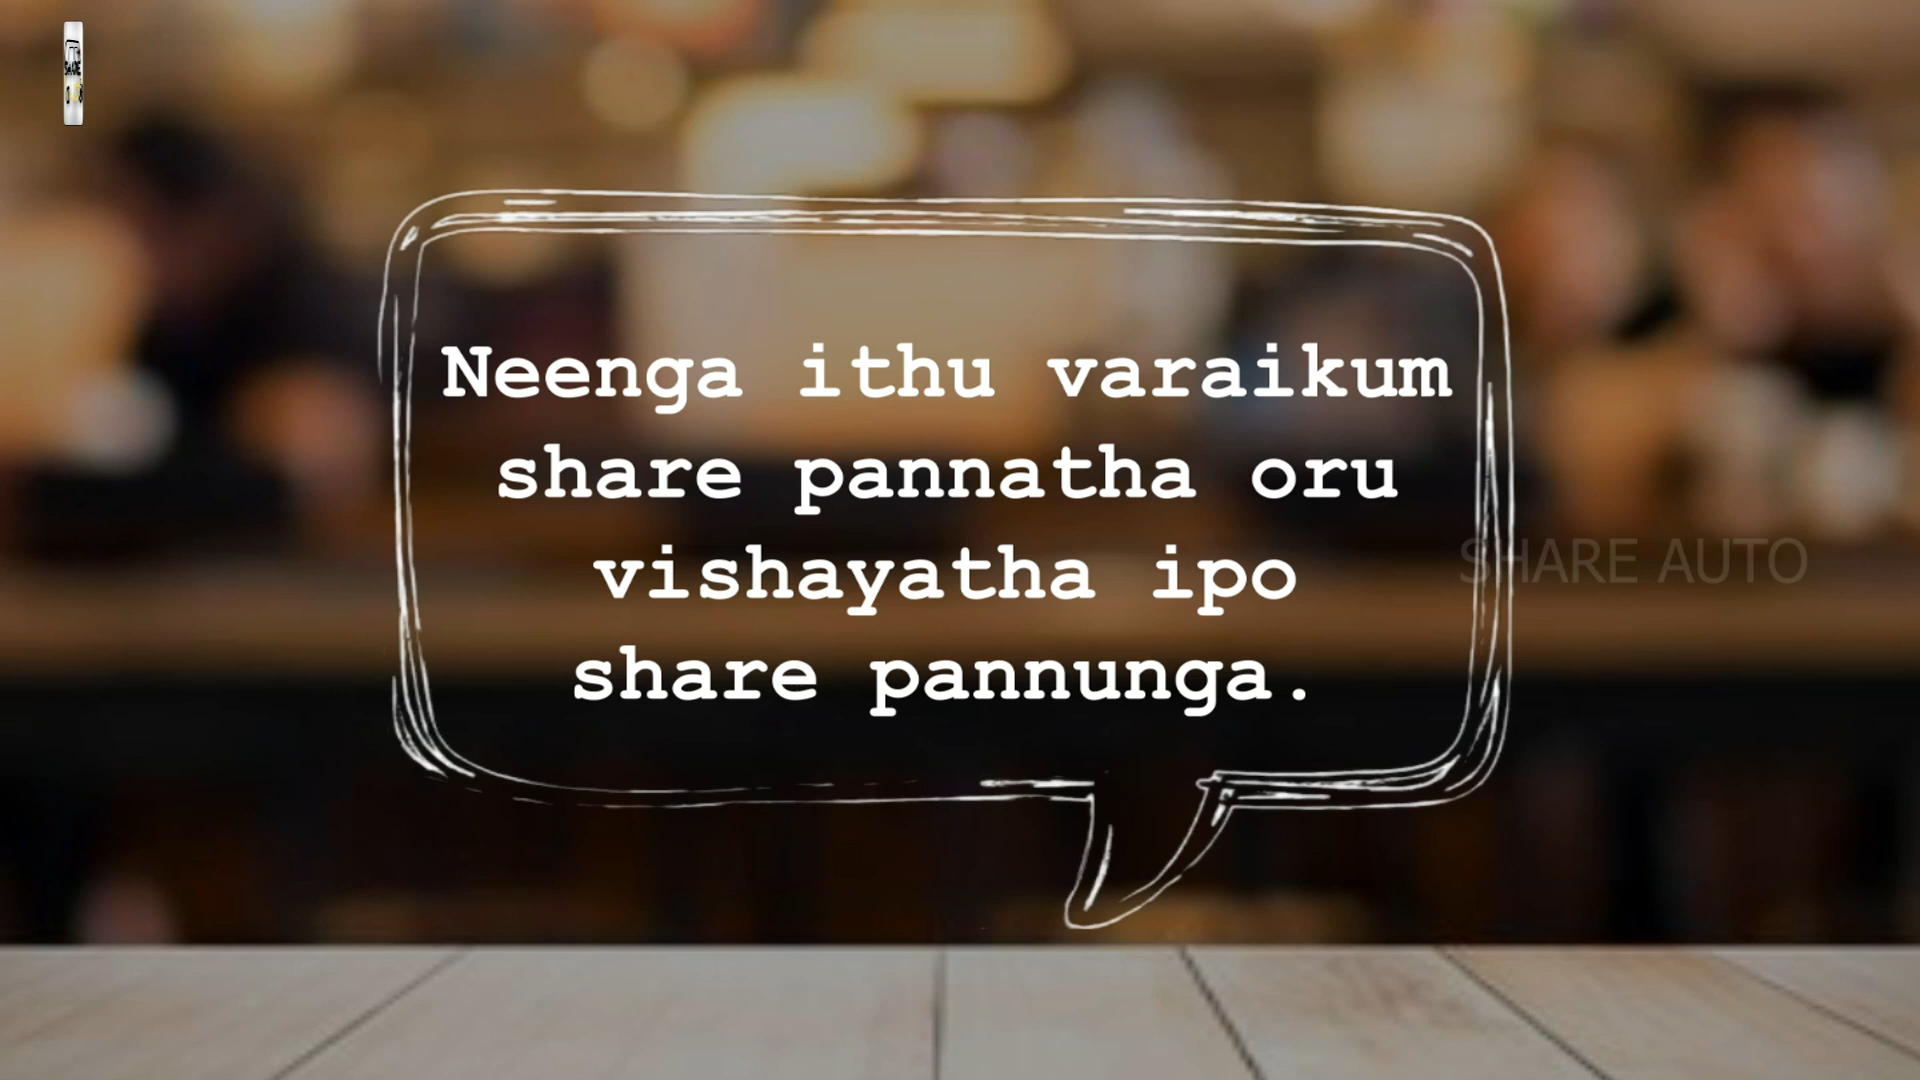 Neenga ithu varaikum
share pannatha oru
vishayatha ipo
share pannunga.
SHARE AUTO